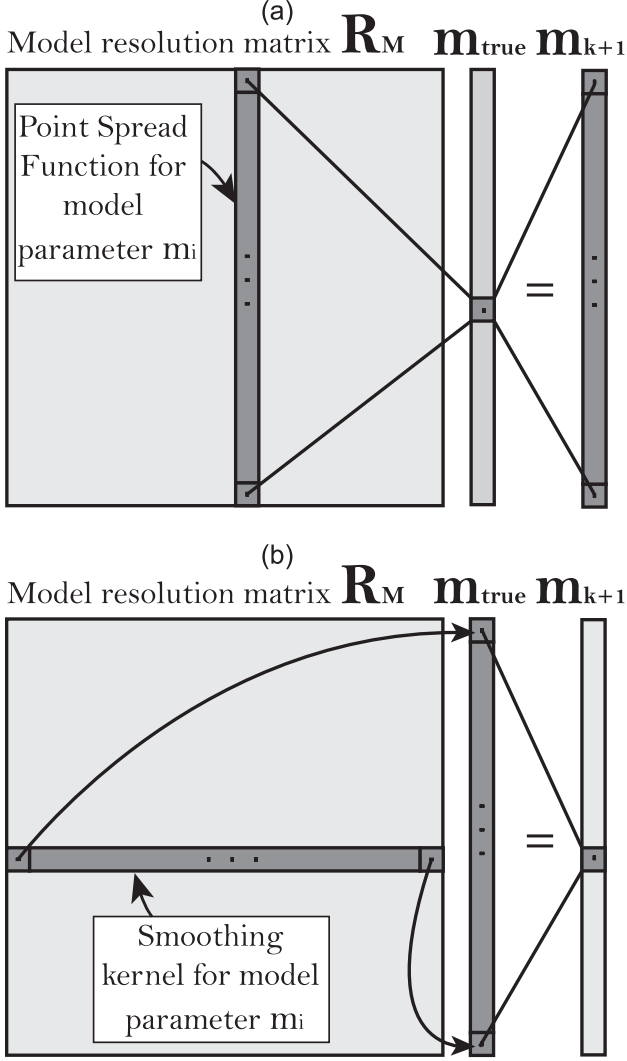 (a)
Model resolution matrix R_M m_true m_k+1
Point Spread
Function for
model
parameter m_i
=
(b)
Model resolution matrix R_M m_true m_k+1
=
Smoothing
kernel for model
parameter m_i